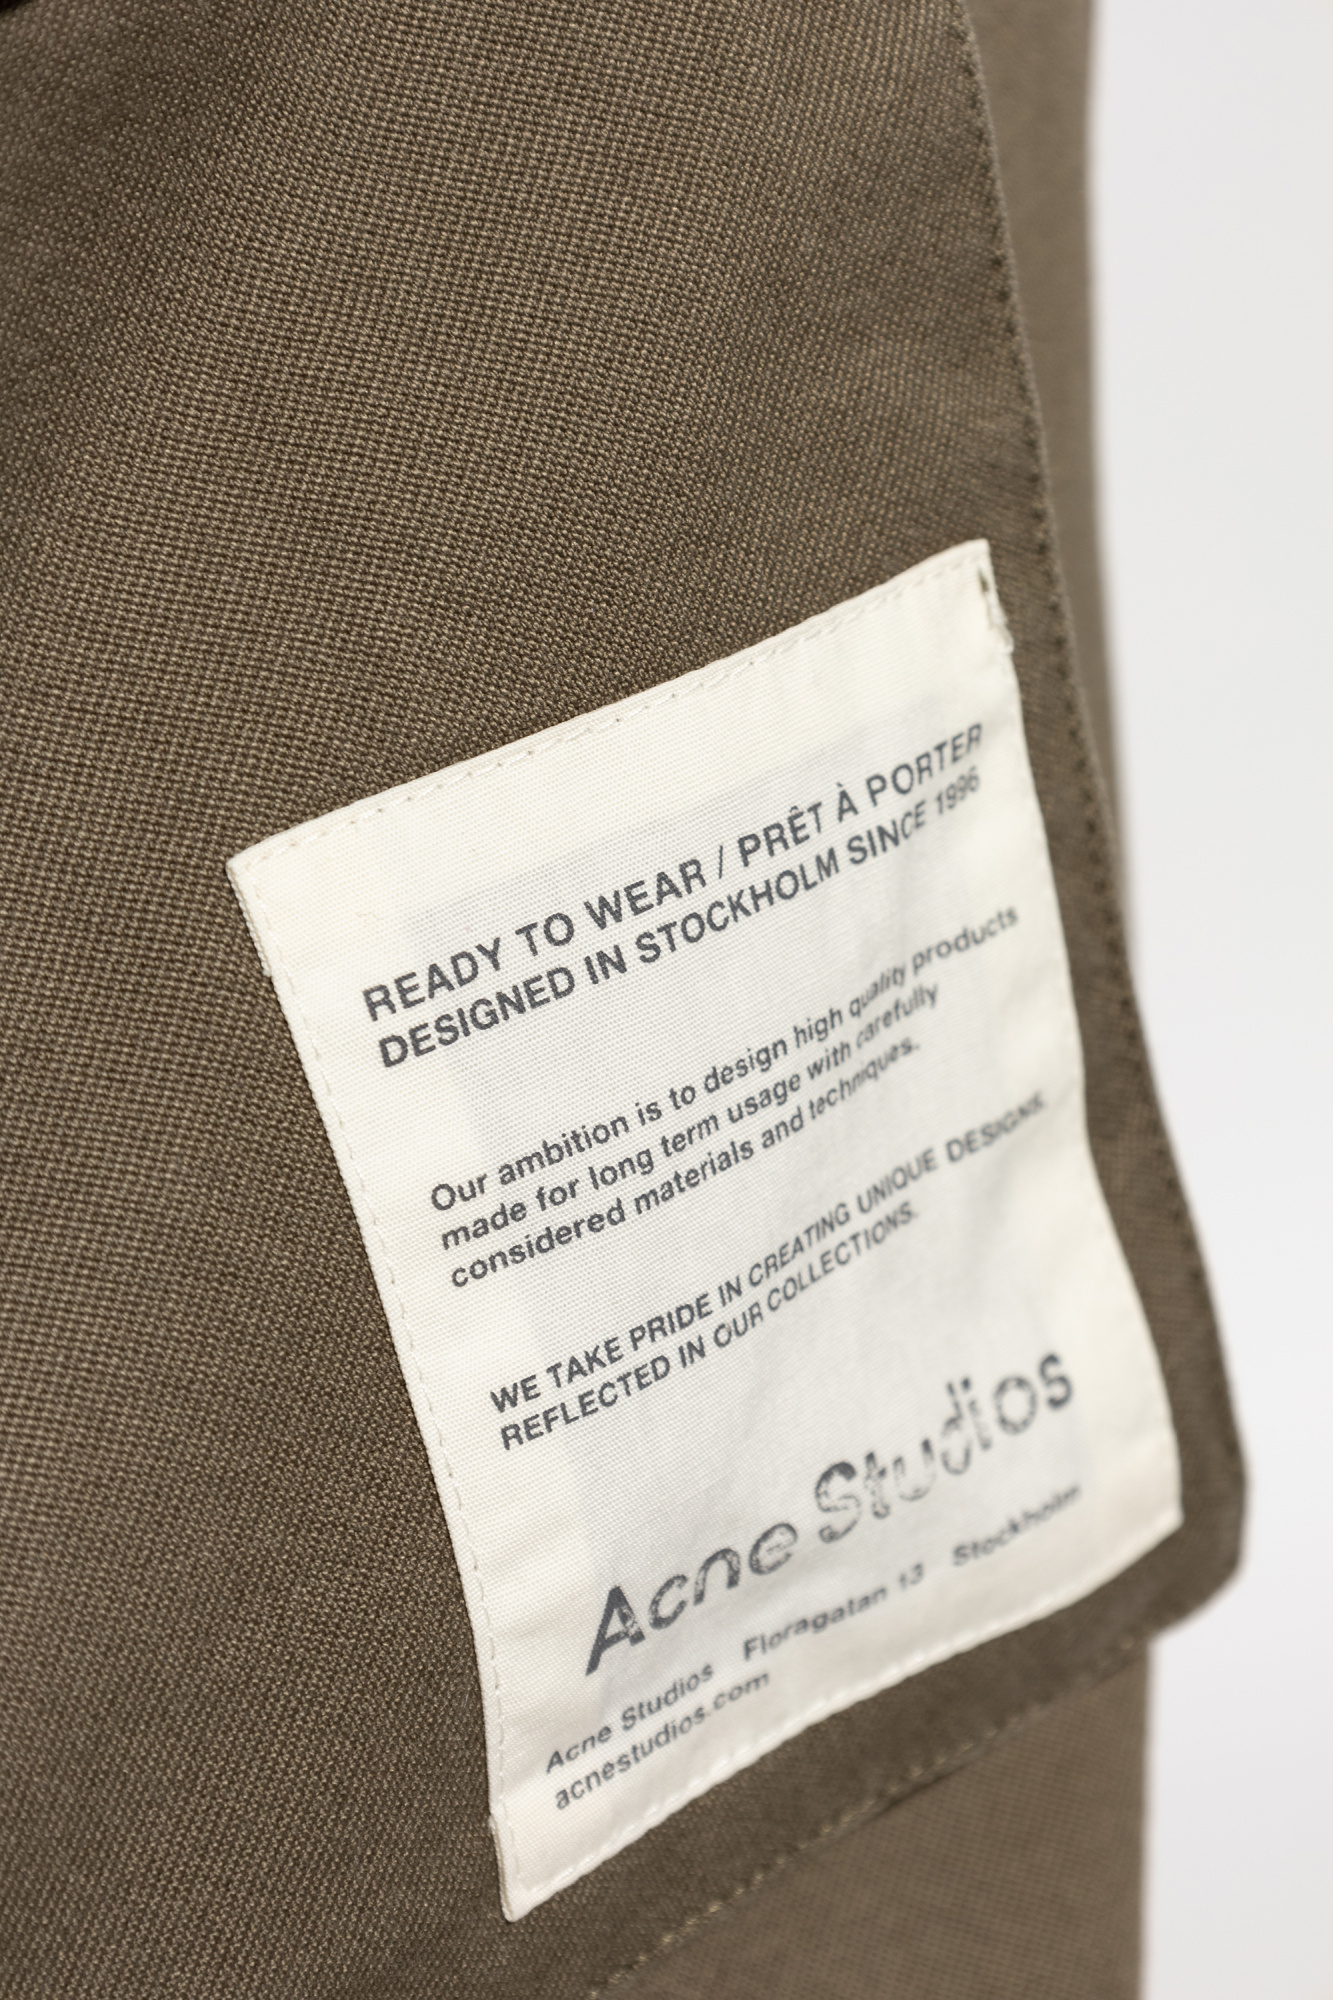 READY TO WEAR / PRÊT À PORTER
DESIGNED IN STOCKHOLM SINCE 1996
Our ambition is to design high quality products
made for long term usage with carefully
considered materials and techniques.
WE TAKE PRIDE IN CREATING UNIQUE DESIGNS
REFLECTED IN OUR COLLECTIONS.
Acne Studios
Acne Studios Floragatan 13 Stockholm
acnestudios.com